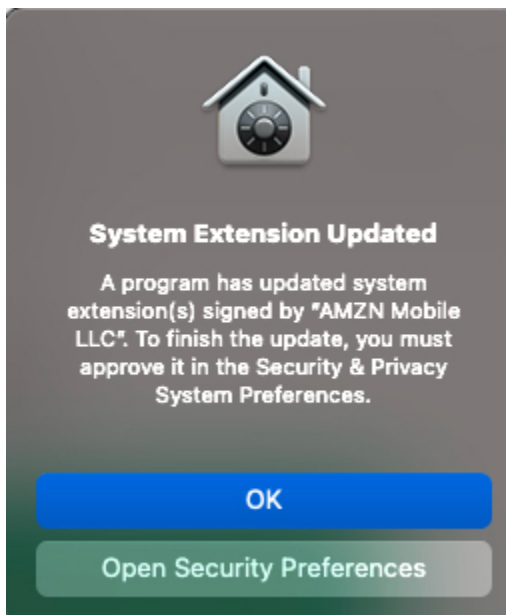 System Extension Updated
A program has updated system
extension(s) signed by "AMZN Mobile
LLC". To finish the update, you must
approve it in the Security & Privacy
System Preferences.
OK
Open Security Preferences